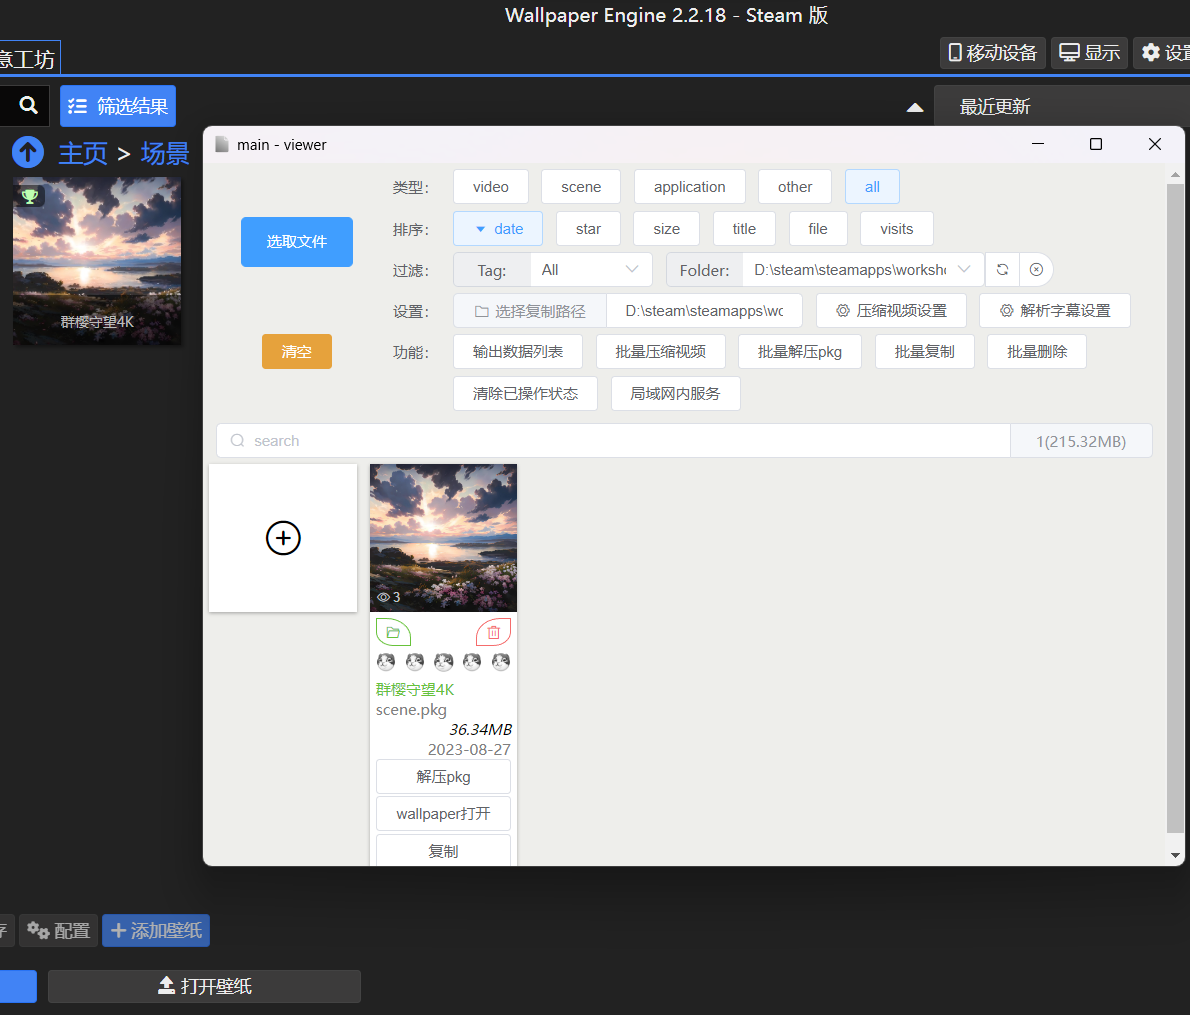 Wallpaper Engine 2.2.18 - Steam 版
意工坊
移动设备
显示
设置
筛选结果
最近更新
主页 > 场景
群樱守望4K
main - viewer
选取文件
清空
类型： video scene application other all
排序： date star size title file visits
过滤： Tag: All Folder: D:\steam\steamapps\worksho
设置： 选择复制路径 D:\steam\steamapps\wo 压缩视频设置 解析字幕设置
功能： 输出数据列表 批量压缩视频 批量解压pkg 批量复制 批量删除
清除已操作状态 局域网内服务
search 1(215.32MB)
3
群樱守望4K
scene.pkg
36.34MB
2023-08-27
解压pkg
wallpaper打开
复制
配置
添加壁纸
打开壁纸